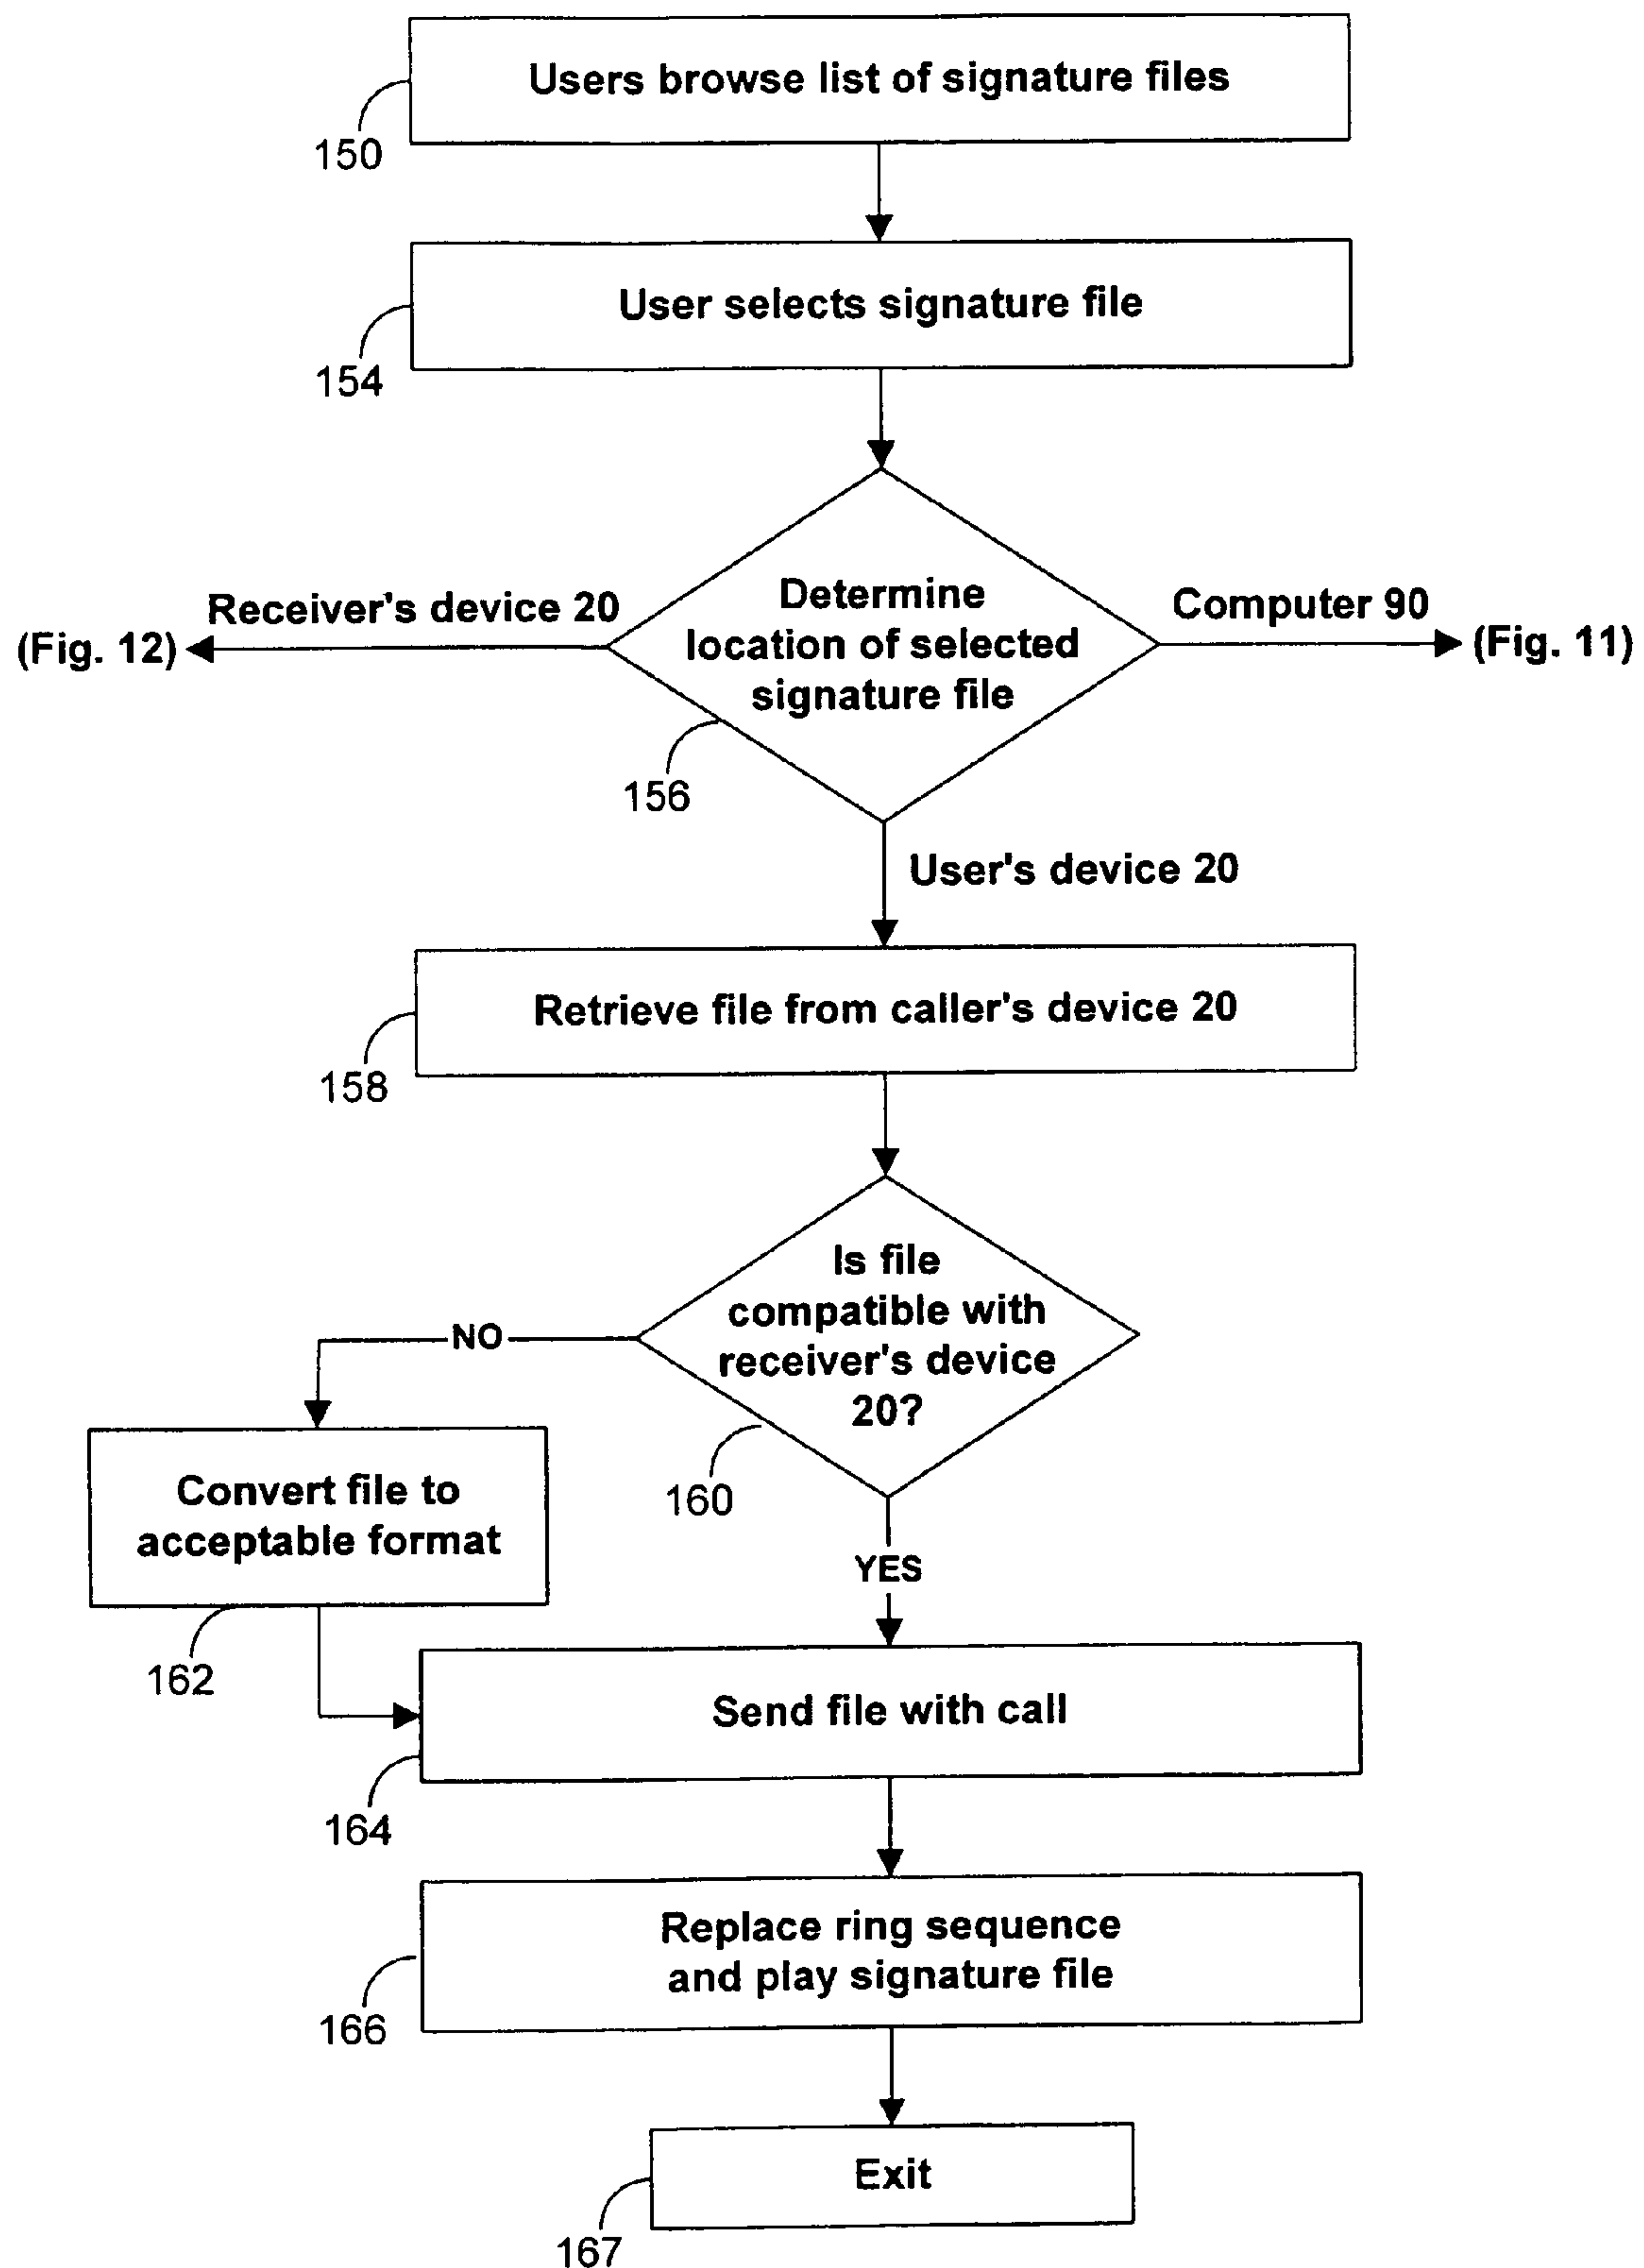 Users browse list of signature files
150
User selects signature file
154
Determine
location of selected
signature file
156
Receiver's device 20
(Fig. 12)
Computer 90
(Fig. 11)
User's device 20
Retrieve file from caller's device 20
158
Is file
compatible with
receiver's device
20?
160
NO
Convert file to
acceptable format
162
YES
Send file with call
164
Replace ring sequence
and play signature file
166
Exit
167